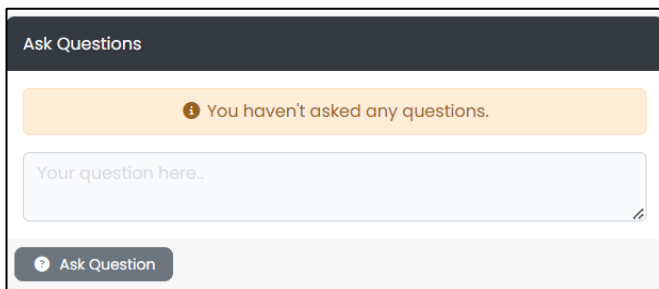 Ask Questions
You haven't asked any questions.
Your question here..
Ask Question